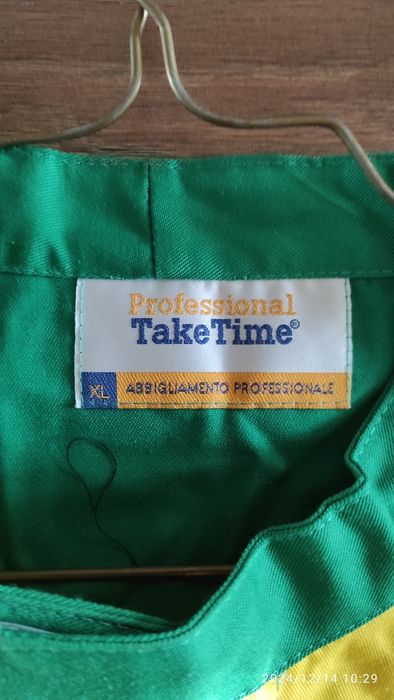 Professional
TakeTime®
XL ABBIGLIAMENTO PROFESSIONALE
2024/12/14 10:29